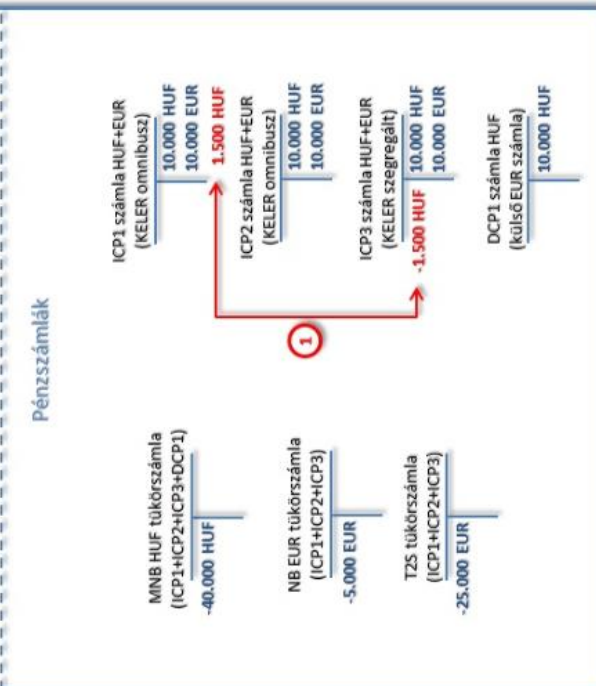 Pénzszámlák
MNB HUF tükörszámla
(ICP1+ICP2+ICP3+DCP1)
-40.000 HUF
NB EUR tükörszámla
(ICP1+ICP2+ICP3)
-5.000 EUR
T2S tükörszámla
(ICP1+ICP2+ICP3)
-25.000 EUR
1
ICP1 számla HUF+EUR
(KELER omnibusz)
10.000 HUF
10.000 EUR
1.500 HUF
ICP2 számla HUF+EUR
(KELER omnibusz)
10.000 HUF
10.000 EUR
ICP3 számla HUF+EUR
(KELER szegregált)
10.000 HUF
-1.500 HUF
10.000 EUR
DCP1 számla HUF
(külső EUR számla)
10.000 HUF